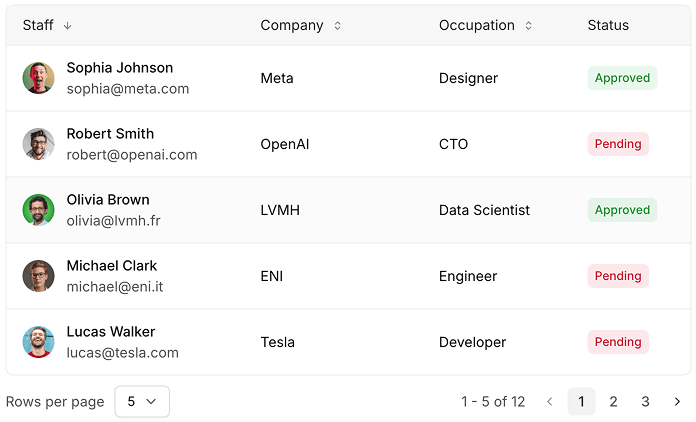 Staff Company Occupation Status
Sophia Johnson
sophia@meta.com
Meta
Designer
Approved
Robert Smith
robert@openai.com
OpenAI
CTO
Pending
Olivia Brown
olivia@lvmh.fr
LVMH
Data Scientist
Approved
Michael Clark
michael@eni.it
ENI
Engineer
Pending
Lucas Walker
lucas@tesla.com
Tesla
Developer
Pending
Rows per page 5 1 - 5 of 12 1 2 3